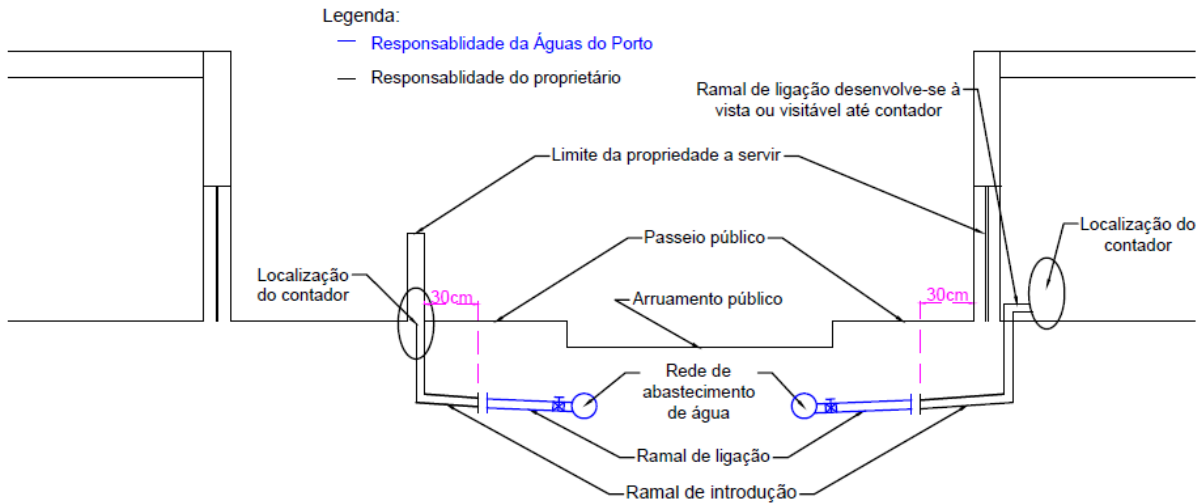 Legenda:
Responsablidade da Águas do Porto
Responsablidade do proprietário
Ramal de ligação desenvolve-se à
vista ou visitável até contador
Limite da propriedade a servir
Passeio público
Localização do
contador
Localização
do contador
30cm
Arruamento público
30cm
Rede de
abastecimento
de água
Ramal de ligação
Ramal de introdução